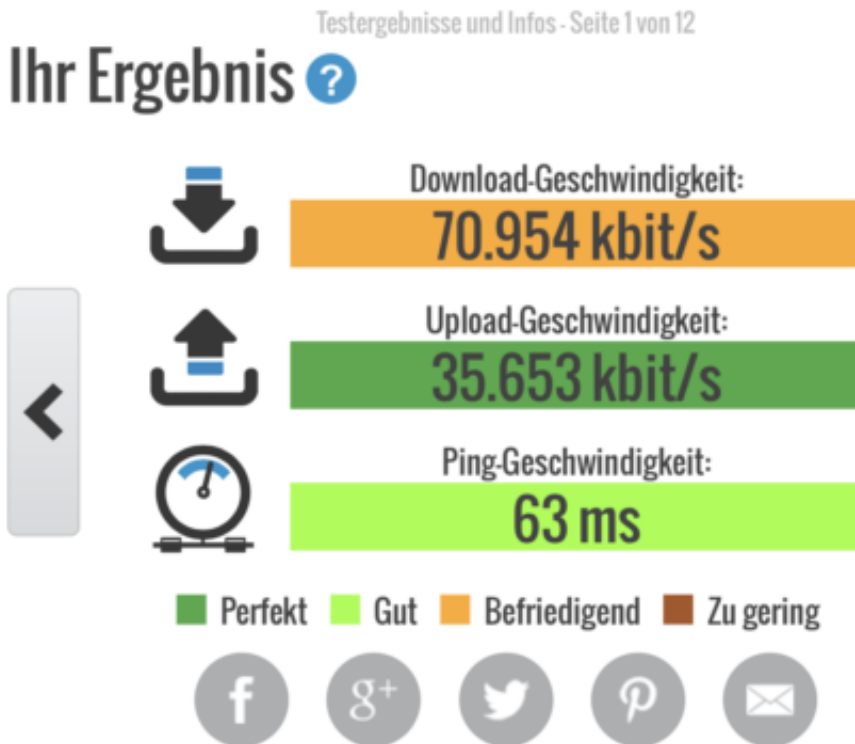 Testergebnisse und Infos - Seite 1 von 12
Ihr Ergebnis ?
Download-Geschwindigkeit:
70.954 kbit/s
Upload-Geschwindigkeit:
35.653 kbit/s
Ping-Geschwindigkeit:
63 ms
Perfekt Gut Befriedigend Zu gering
f g+